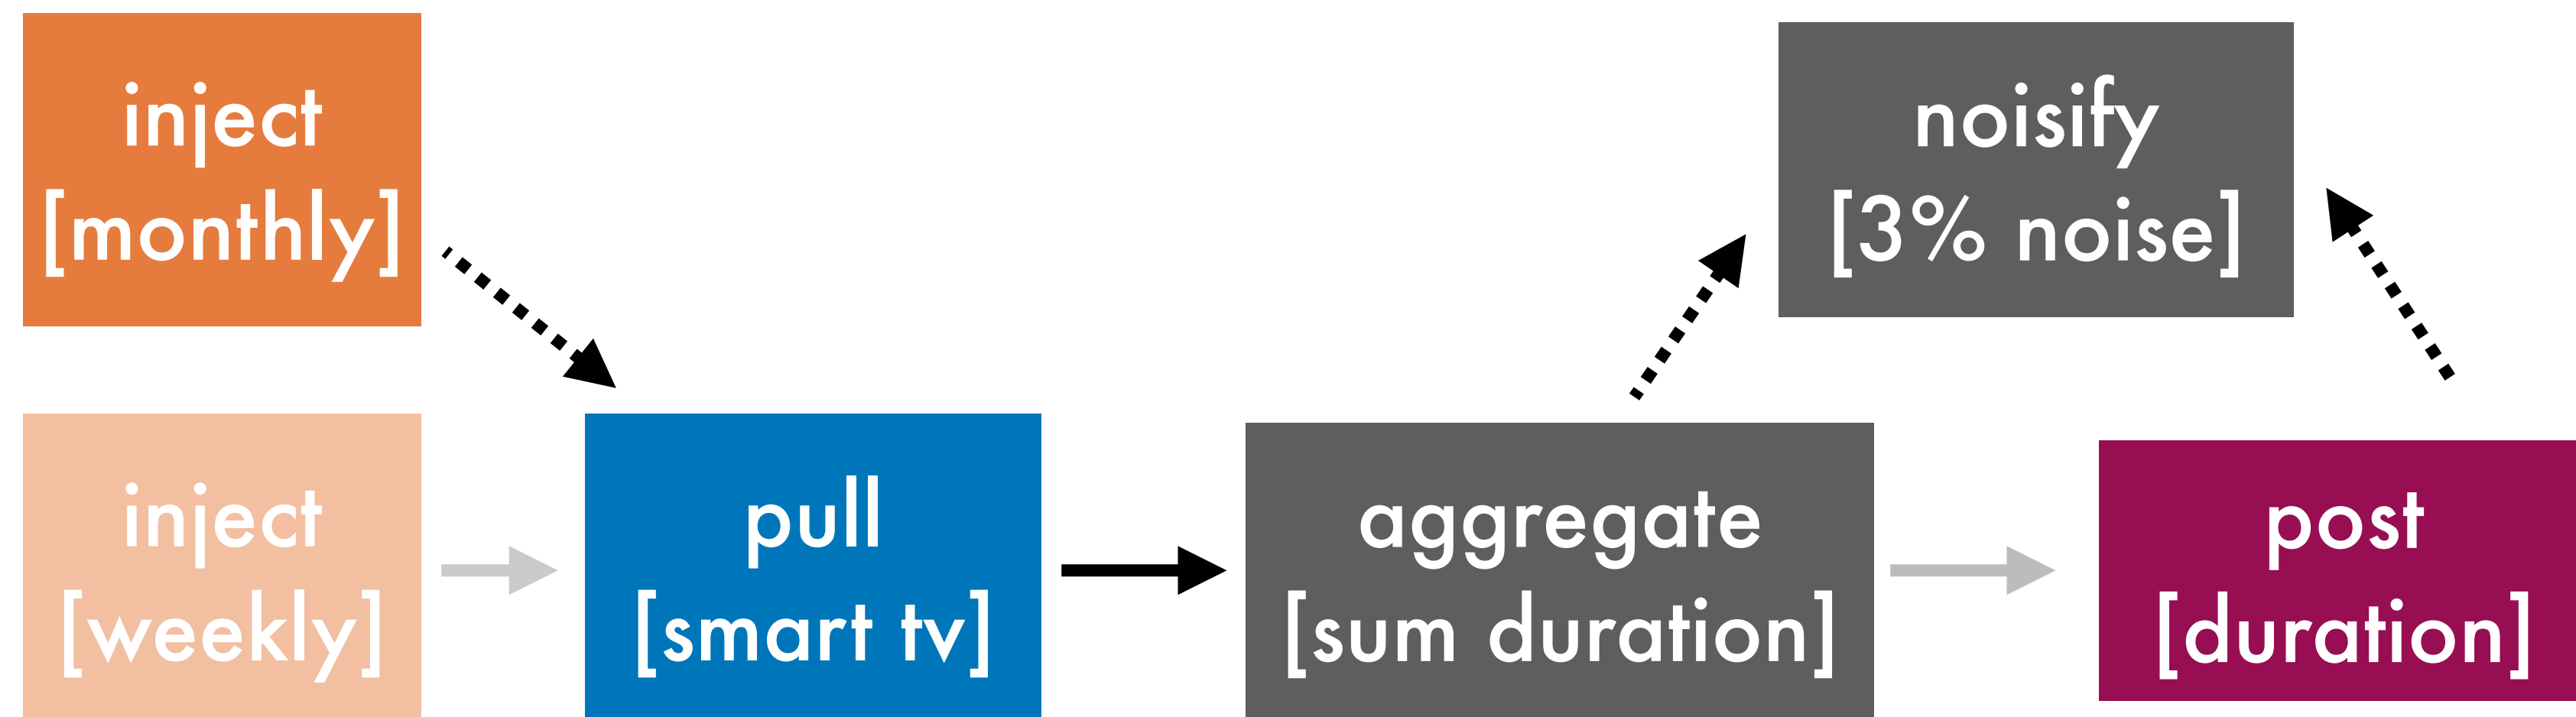 inject
[monthly]
noisify
[3% noise]
inject
[weekly]
pull
[smart tv]
aggregate
[sum duration]
post
[duration]